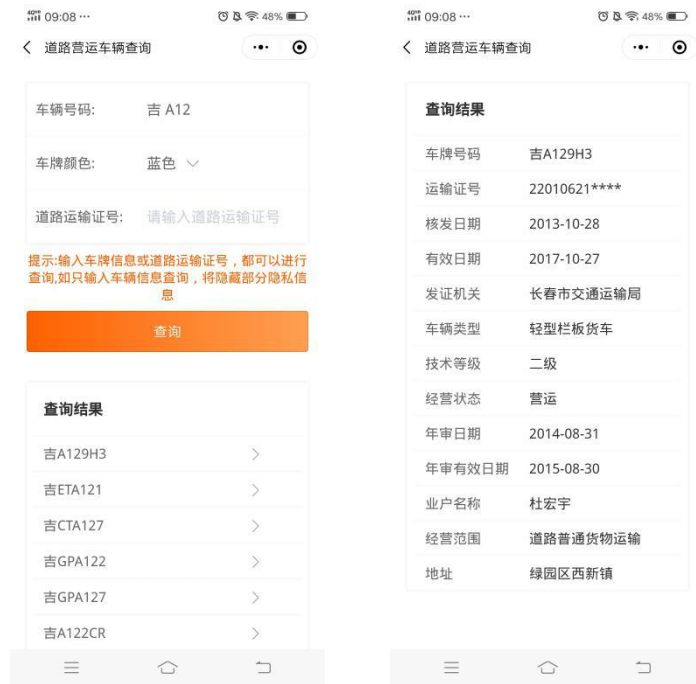 09:08 ···
48%
道路营运车辆查询
车辆号码: 吉 A12
车牌颜色: 蓝色
道路运输证号: 请输入道路运输证号
提示:输入车牌信息或道路运输证号，都可以进行
查询,如只输入车辆信息查询，将隐藏部分隐私信
息
查询
查询结果
吉A129H3
吉ETA121
吉CTA127
吉GPA122
吉GPA127
吉A122CR
09:08 ···
48%
道路营运车辆查询
查询结果
车牌号码 吉A129H3
运输证号 22010621****
核发日期 2013-10-28
有效日期 2017-10-27
发证机关 长春市交通运输局
车辆类型 轻型栏板货车
技术等级 二级
经营状态 营运
年审日期 2014-08-31
年审有效日期 2015-08-30
业户名称 杜宏宇
经营范围 道路普通货物运输
地址 绿园区西新镇